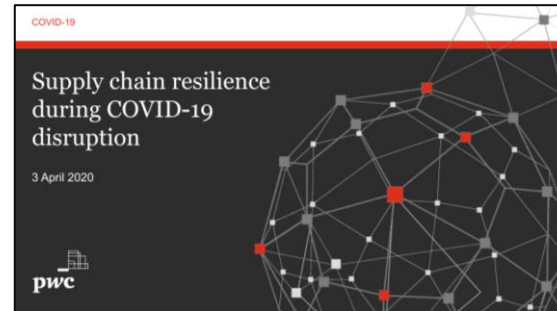 COVID-19
Supply chain resilience
during COVID-19
disruption
3 April 2020
pwc